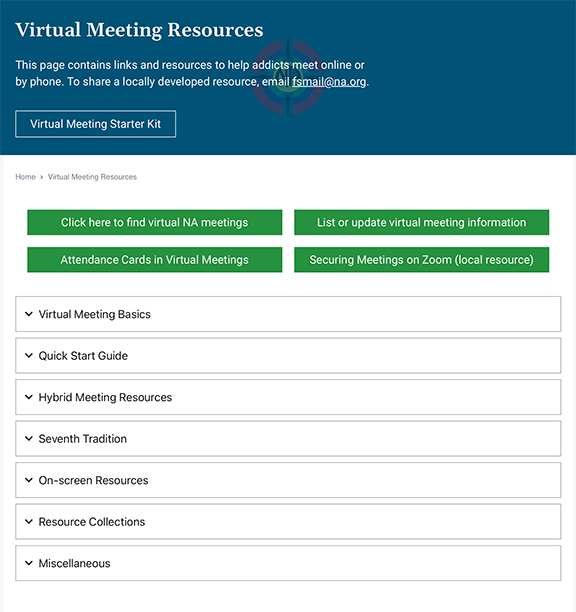 Virtual Meeting Resources
This page contains links and resources to help addicts meet online or
by phone. To share a locally developed resource, email fsmail@na.org.
Virtual Meeting Starter Kit
Home › Virtual Meeting Resources
Click here to find virtual NA meetings
List or update virtual meeting information
Attendance Cards in Virtual Meetings
Securing Meetings on Zoom (local resource)
Virtual Meeting Basics
Quick Start Guide
Hybrid Meeting Resources
Seventh Tradition
On-screen Resources
Resource Collections
Miscellaneous